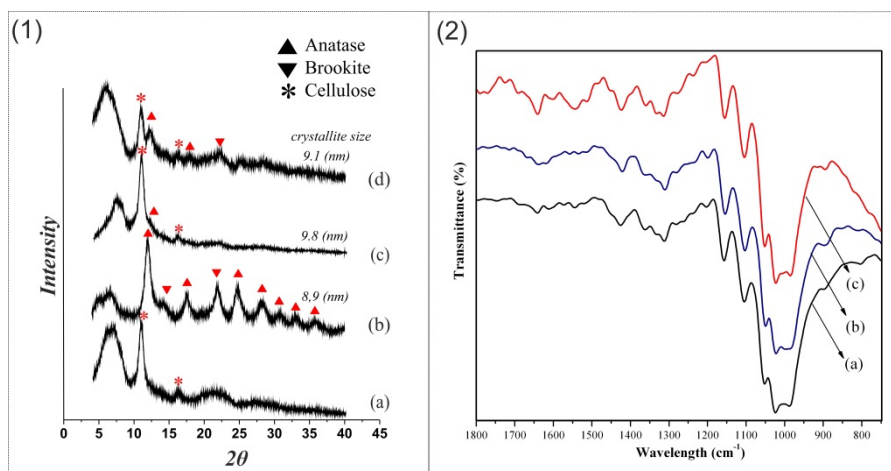 (1)
▲ Anatase
▼ Brookite
* Cellulose
crystallite size
9.1 (nm)
(d)
9.8 (nm)
(c)
8,9 (nm)
(b)
(a)
Intensity
0 5 10 15 20 25 30 35 40 45
2θ
(2)
Transmittance (%)
(c)
(b)
(a)
1800 1700 1600 1500 1400 1300 1200 1100 1000 900 800
Wavelength (cm⁻¹)